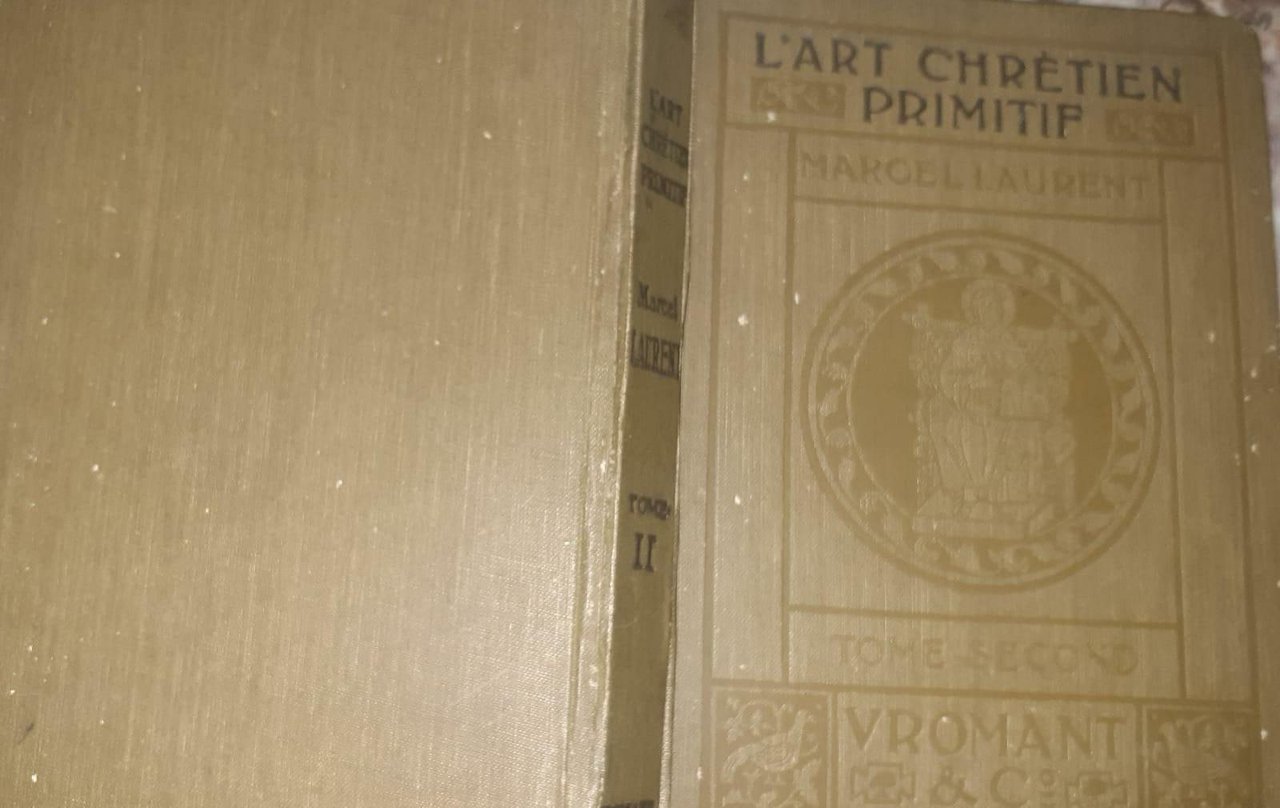 L'ART
CHRÉTIEN
PRIMITIF
Marcel
LAURENT
TOME
II
L'ART CHRÉTIEN
PRIMITIF
MARCEL LAURENT
TOME SECOND
VROMANT
& Co